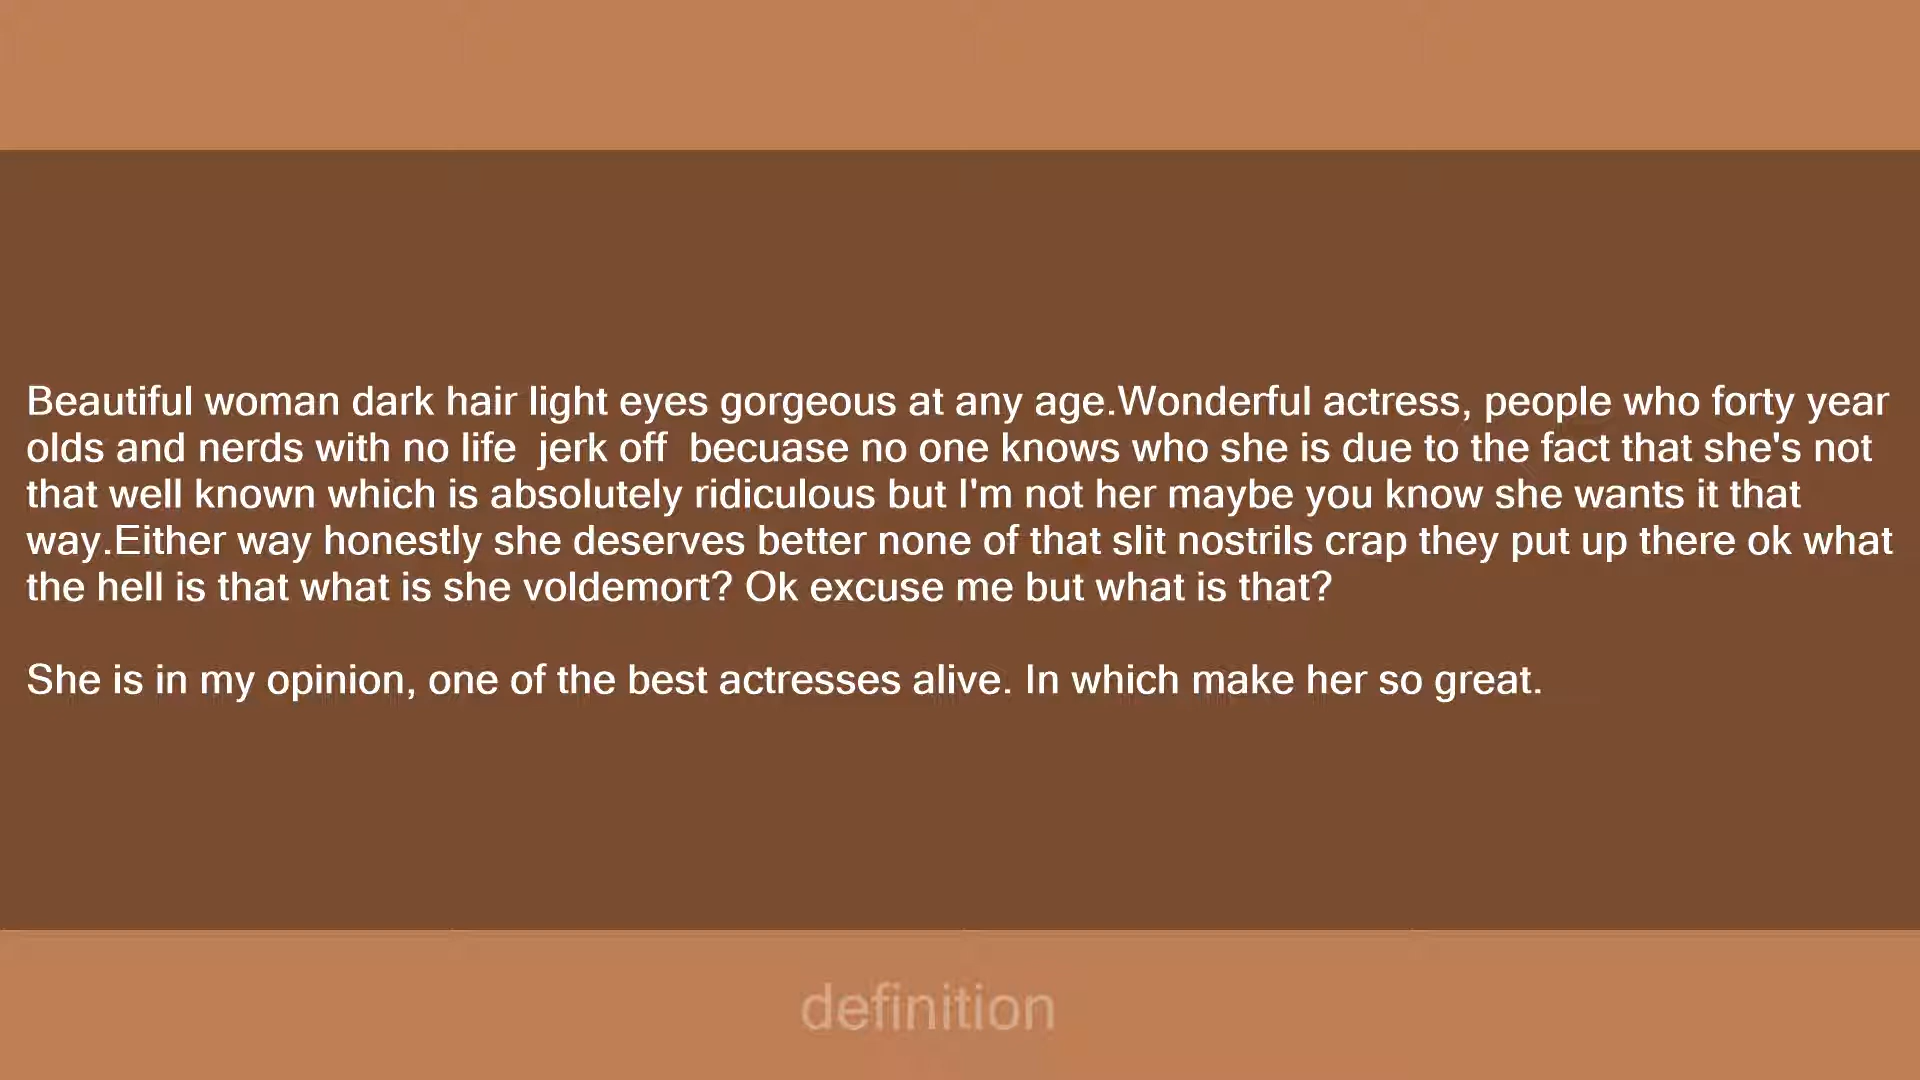 Beautiful woman dark hair light eyes gorgeous at any age.Wonderful actress, people who forty year
olds and nerds with no life  jerk off  becuase no one knows who she is due to the fact that she's not
that well known which is absolutely ridiculous but I'm not her maybe you know she wants it that
way.Either way honestly she deserves better none of that slit nostrils crap they put up there ok what
the hell is that what is she voldemort? Ok excuse me but what is that?
She is in my opinion, one of the best actresses alive. In which make her so great.
definition